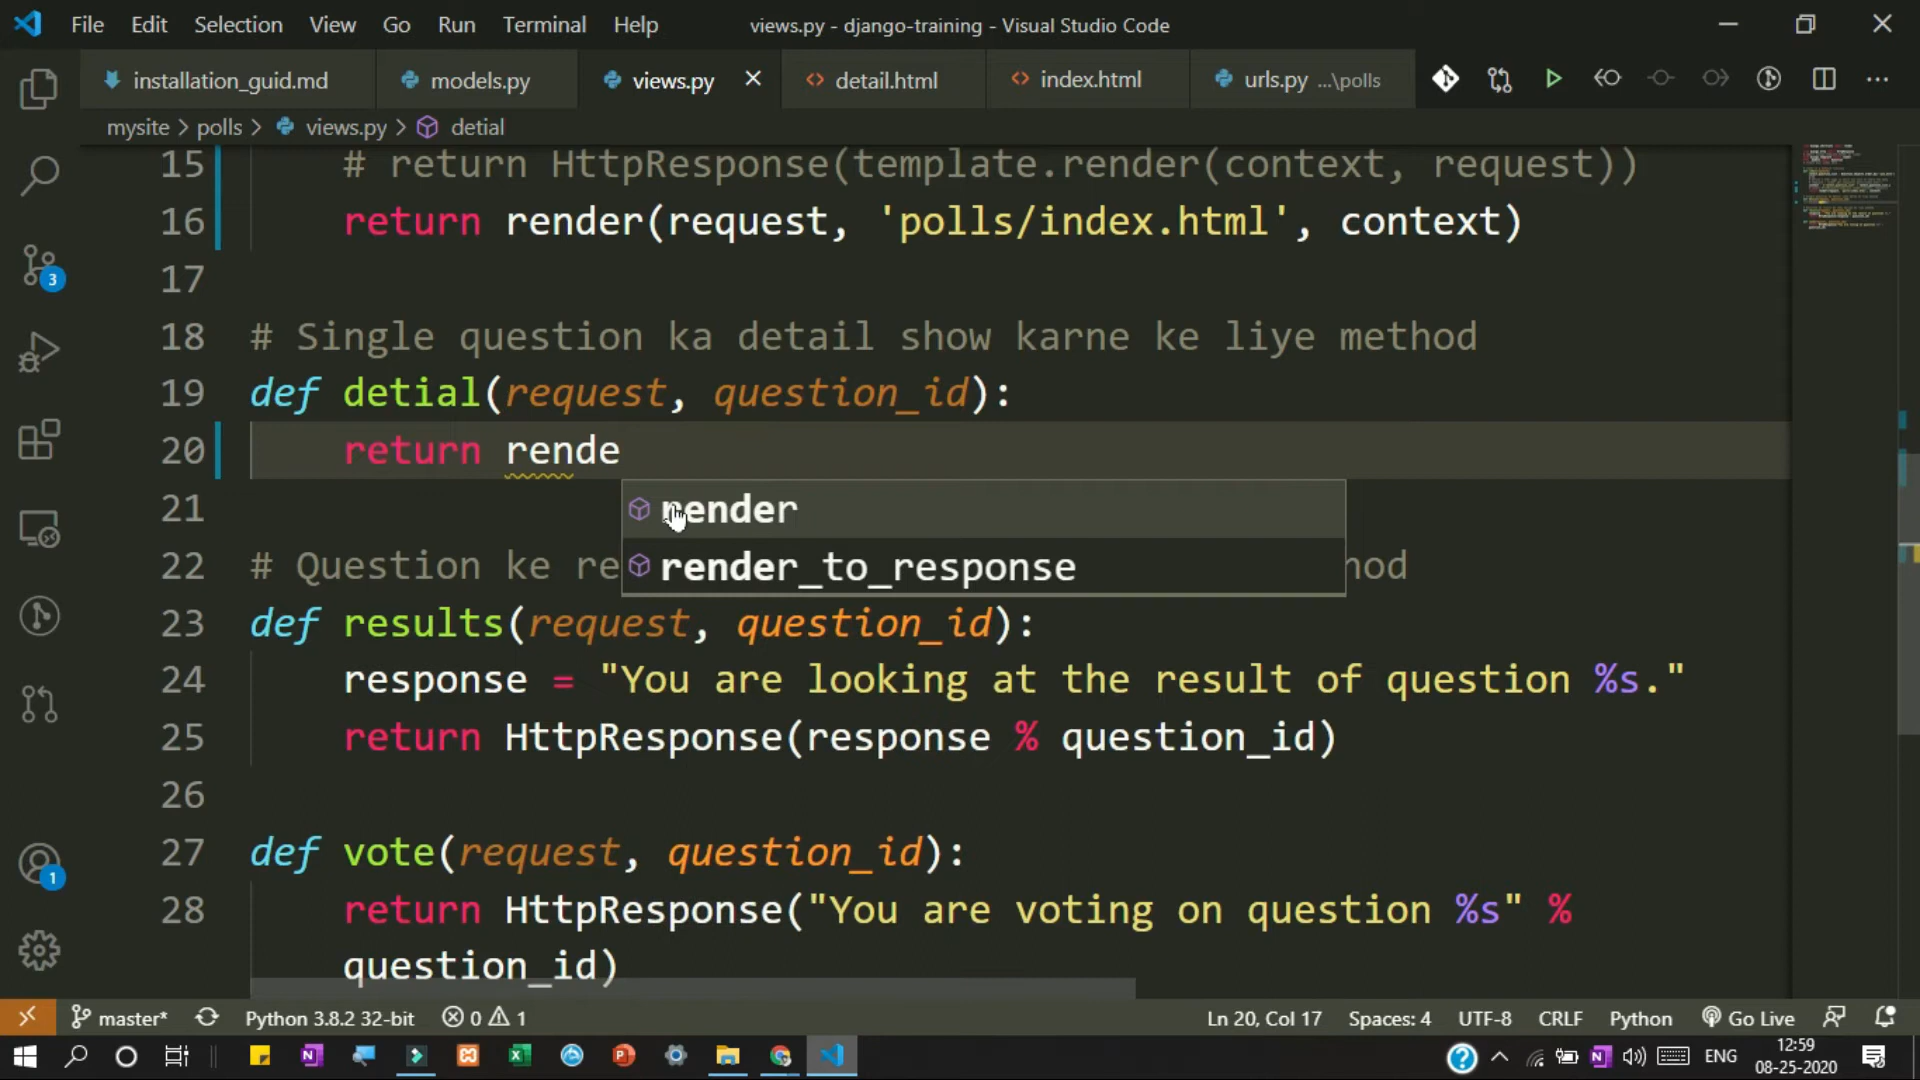 File Edit Selection View Go Run Terminal Help views.py - django-training - Visual Studio Code
installation_guid.md models.py views.py detail.html index.html urls.py ...\polls
mysite > polls > views.py > detial
15 # return HttpResponse(template.render(context, request))
16 return render(request, 'polls/index.html', context)
17
18 # Single question ka detail show karne ke liye method
19 def detial(request, question_id):
20 return rende
render
21
render_to_response
22 # Question ke re hod
23 def results(request, question_id):
24 response = "You are looking at the result of question %s."
25 return HttpResponse(response % question_id)
26
27 def vote(request, question_id):
28 return HttpResponse("You are voting on question %s" %
question_id)
3
1
master* Python 3.8.2 32-bit 0 1 Ln 20, Col 17 Spaces: 4 UTF-8 CRLF Python Go Live
ENG 12:59
08-25-2020